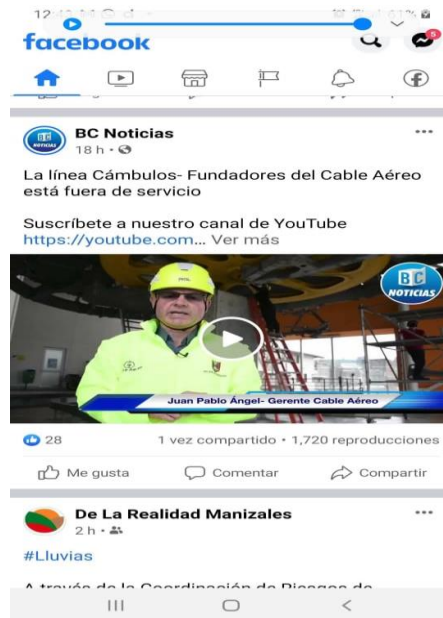 facebook
5
BC Noticias
18 h
La línea Cámbulos- Fundadores del Cable Aéreo
está fuera de servicio
Suscríbete a nuestro canal de YouTube
https://youtube.com... Ver más
BC
NOTICIAS
Juan Pablo Ángel- Gerente Cable Aéreo
28
1 vez compartido • 1,720 reproducciones
Me gusta
Comentar
Compartir
De La Realidad Manizales
2 h
#Lluvias